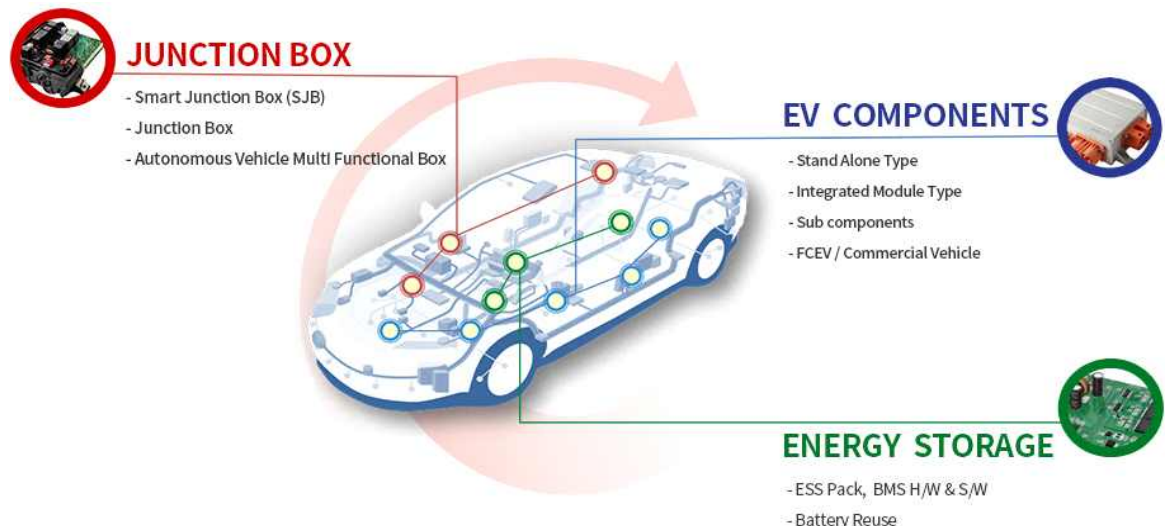 JUNCTION BOX
- Smart Junction Box (SJB)
- Junction Box
- Autonomous Vehicle Multi Functional Box
EV COMPONENTS
- Stand Alone Type
- Integrated Module Type
- Sub components
- FCEV / Commercial Vehicle
ENERGY STORAGE
- ESS Pack, BMS H/W & S/W
- Battery Reuse